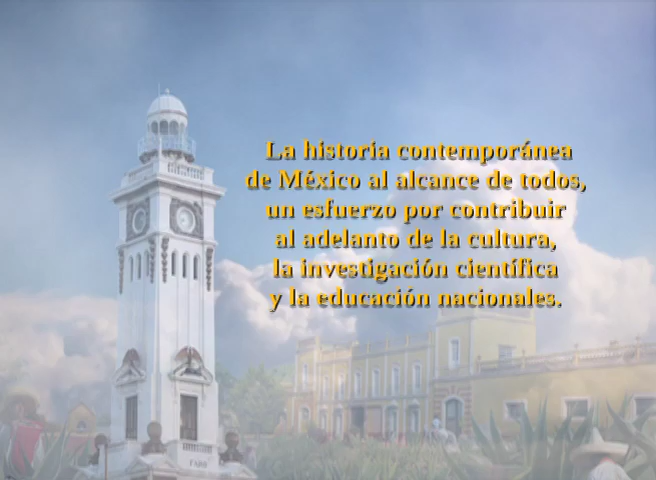 La historia contemporánea
de México al alcance de todos,
un esfuerzo por contribuir
al adelanto de la cultura,
la investigación científica
y la educación nacionales.